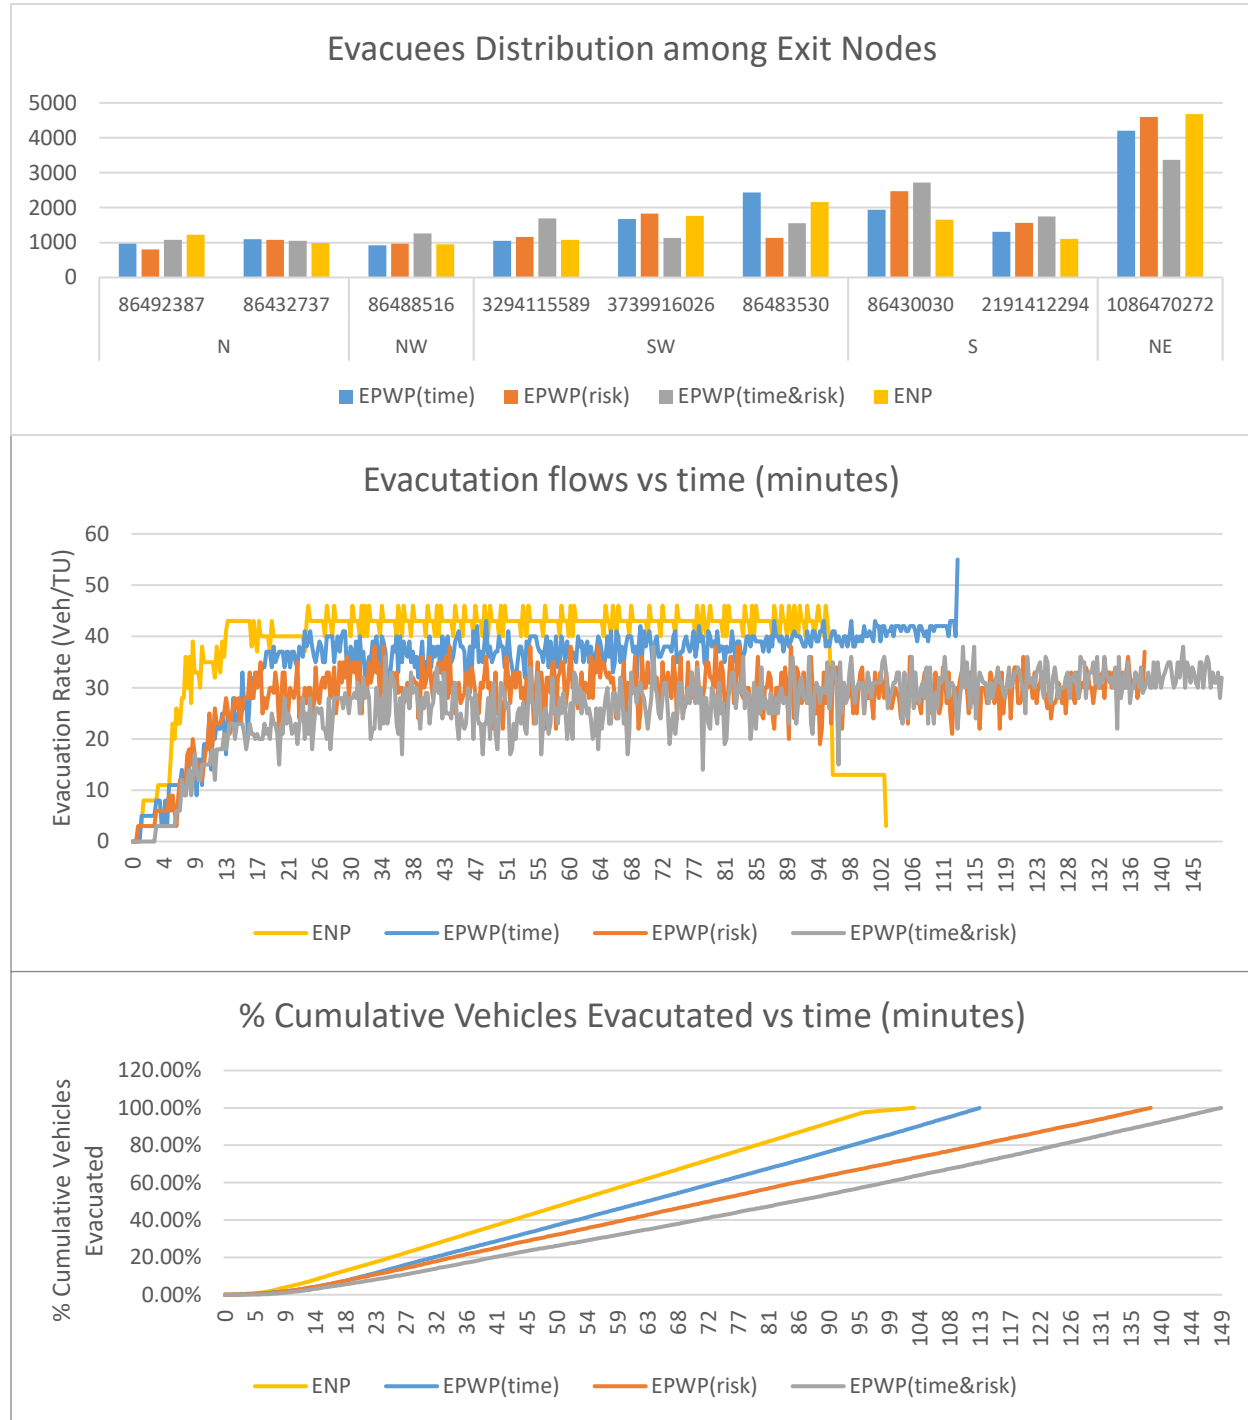 Evacuees Distribution among Exit Nodes
5000
4000
3000
2000
1000
0
86492387 86432737 86488516 3294115589 3739916026 86483530 86430030 2191412294 1086470272
N NW SW S NE
EPWP(time) EPWP(risk) EPWP(time&risk) ENP
Evacutation flows vs time (minutes)
Evacuation Rate (Veh/TU)
60
50
40
30
20
10
0
0 4 9 13 17 21 26 30 34 38 43 47 51 55 60 64 68 72 77 81 85 89 94 98 102 106 111 115 119 123 128 132 136 140 145
ENP EPWP(time) EPWP(risk) EPWP(time&risk)
% Cumulative Vehicles Evacutated vs time (minutes)
% Cumulative Vehicles
Evacuated
120.00%
100.00%
80.00%
60.00%
40.00%
20.00%
0.00%
0 5 9 14 18 23 27 32 36 41 45 50 54 59 63 68 72 77 81 86 90 95 99 104 108 113 117 122 126 131 135 140 144 149
ENP EPWP(time) EPWP(risk) EPWP(time&risk)